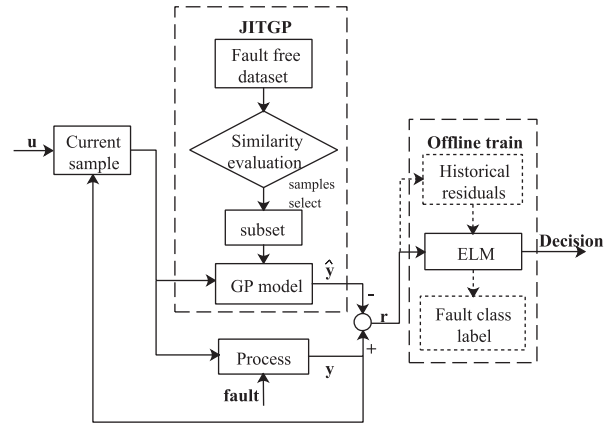 JITGP
Fault free
dataset
Similarity
evaluation
samples
select
subset
GP model
u
Current
sample
ŷ
-
r
+
Process
y
fault
Offline train
Historical
residuals
ELM
Decision
Fault class
label